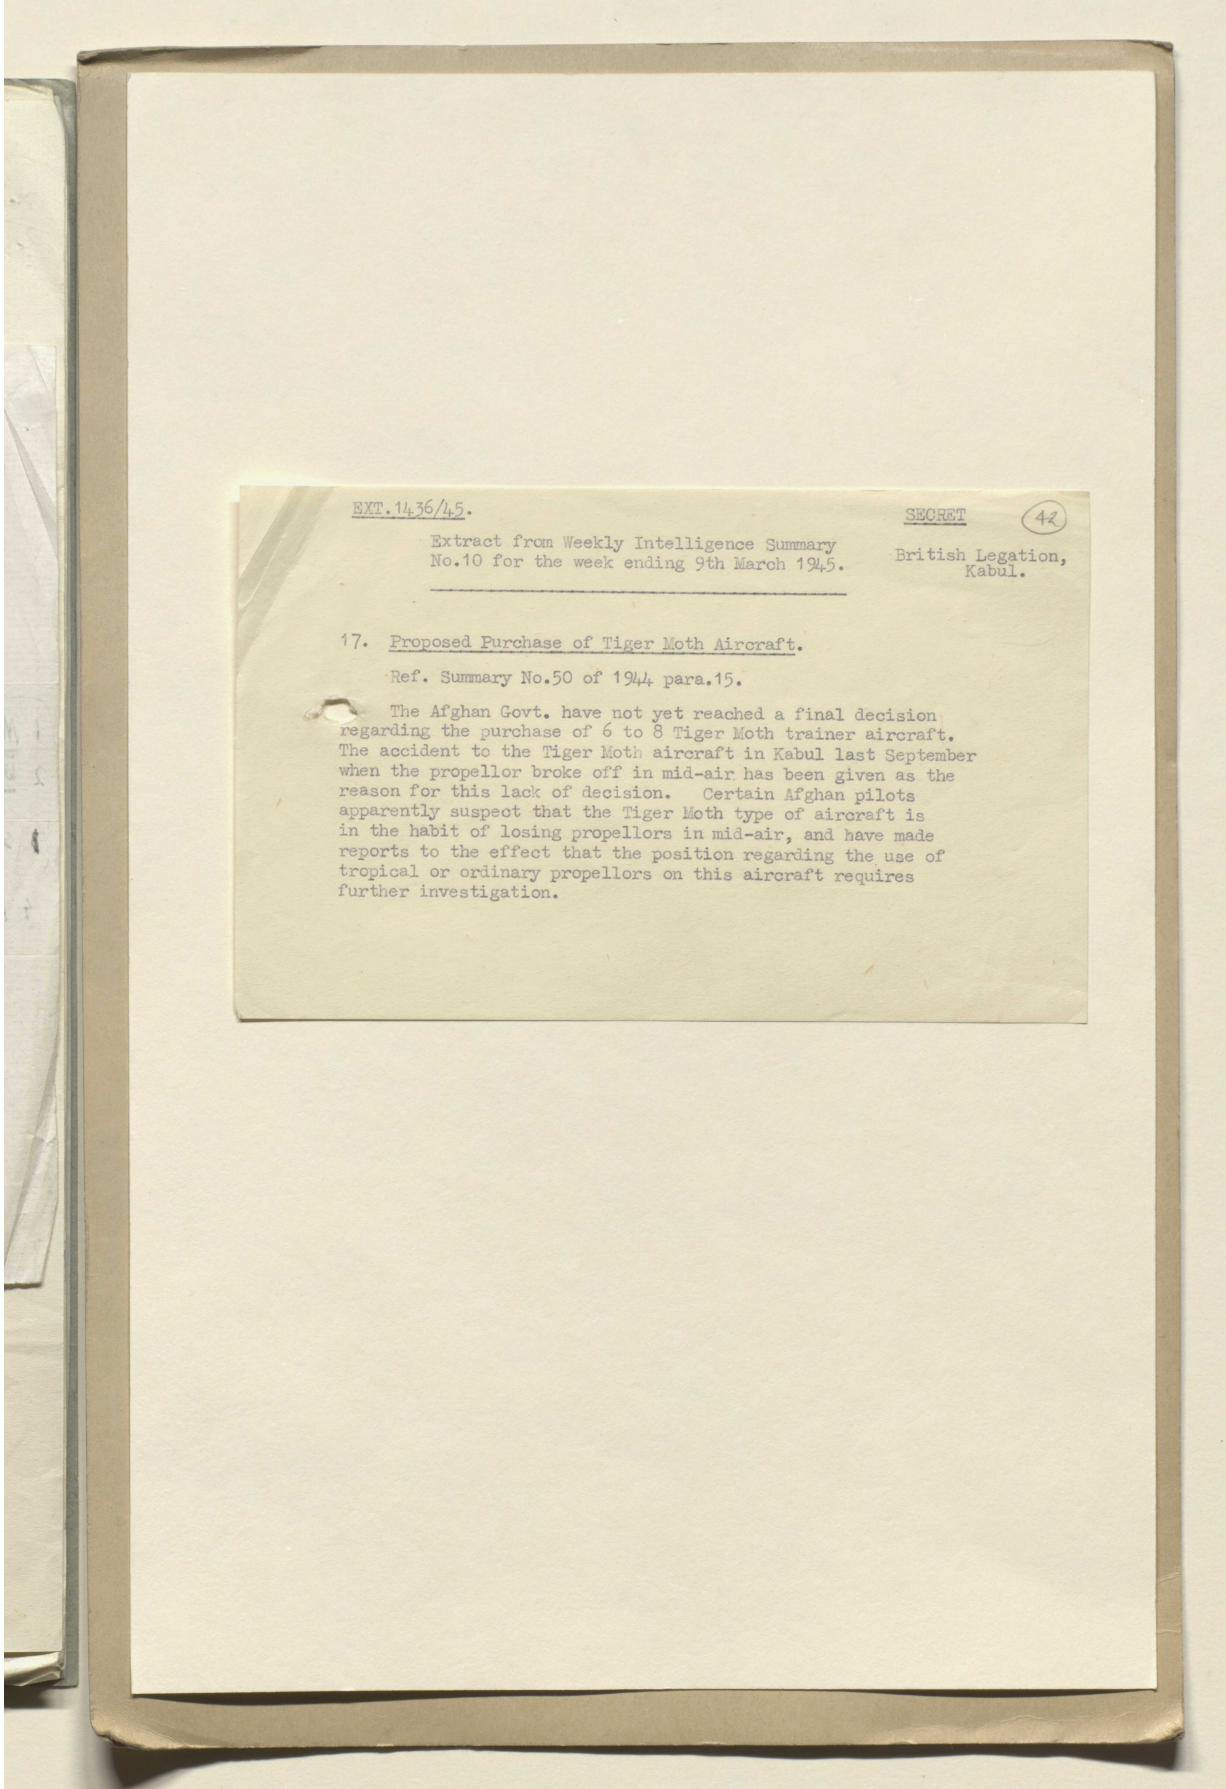 EXT.1436/45.
SECRET
42
Extract from Weekly Intelligence Summary
No.10 for the week ending 9th March 1945.
British Legation,
Kabul.
17. Proposed Purchase of Tiger Moth Aircraft.
Ref. Summary No.50 of 1944 para.15.
The Afghan Govt. have not yet reached a final decision
regarding the purchase of 6 to 8 Tiger Moth trainer aircraft.
The accident to the Tiger Moth aircraft in Kabul last September
when the propellor broke off in mid-air has been given as the
reason for this lack of decision. Certain Afghan pilots
apparently suspect that the Tiger Moth type of aircraft is
in the habit of losing propellors in mid-air, and have made
reports to the effect that the position regarding the use of
tropical or ordinary propellors on this aircraft requires
further investigation.